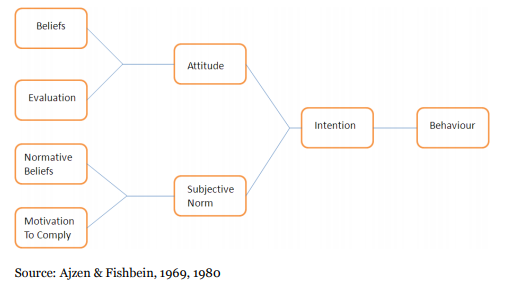 Beliefs
Evaluation
Attitude
Normative
Beliefs
Motivation
To Comply
Subjective
Norm
Intention
Behaviour
Source: Ajzen & Fishbein, 1969, 1980